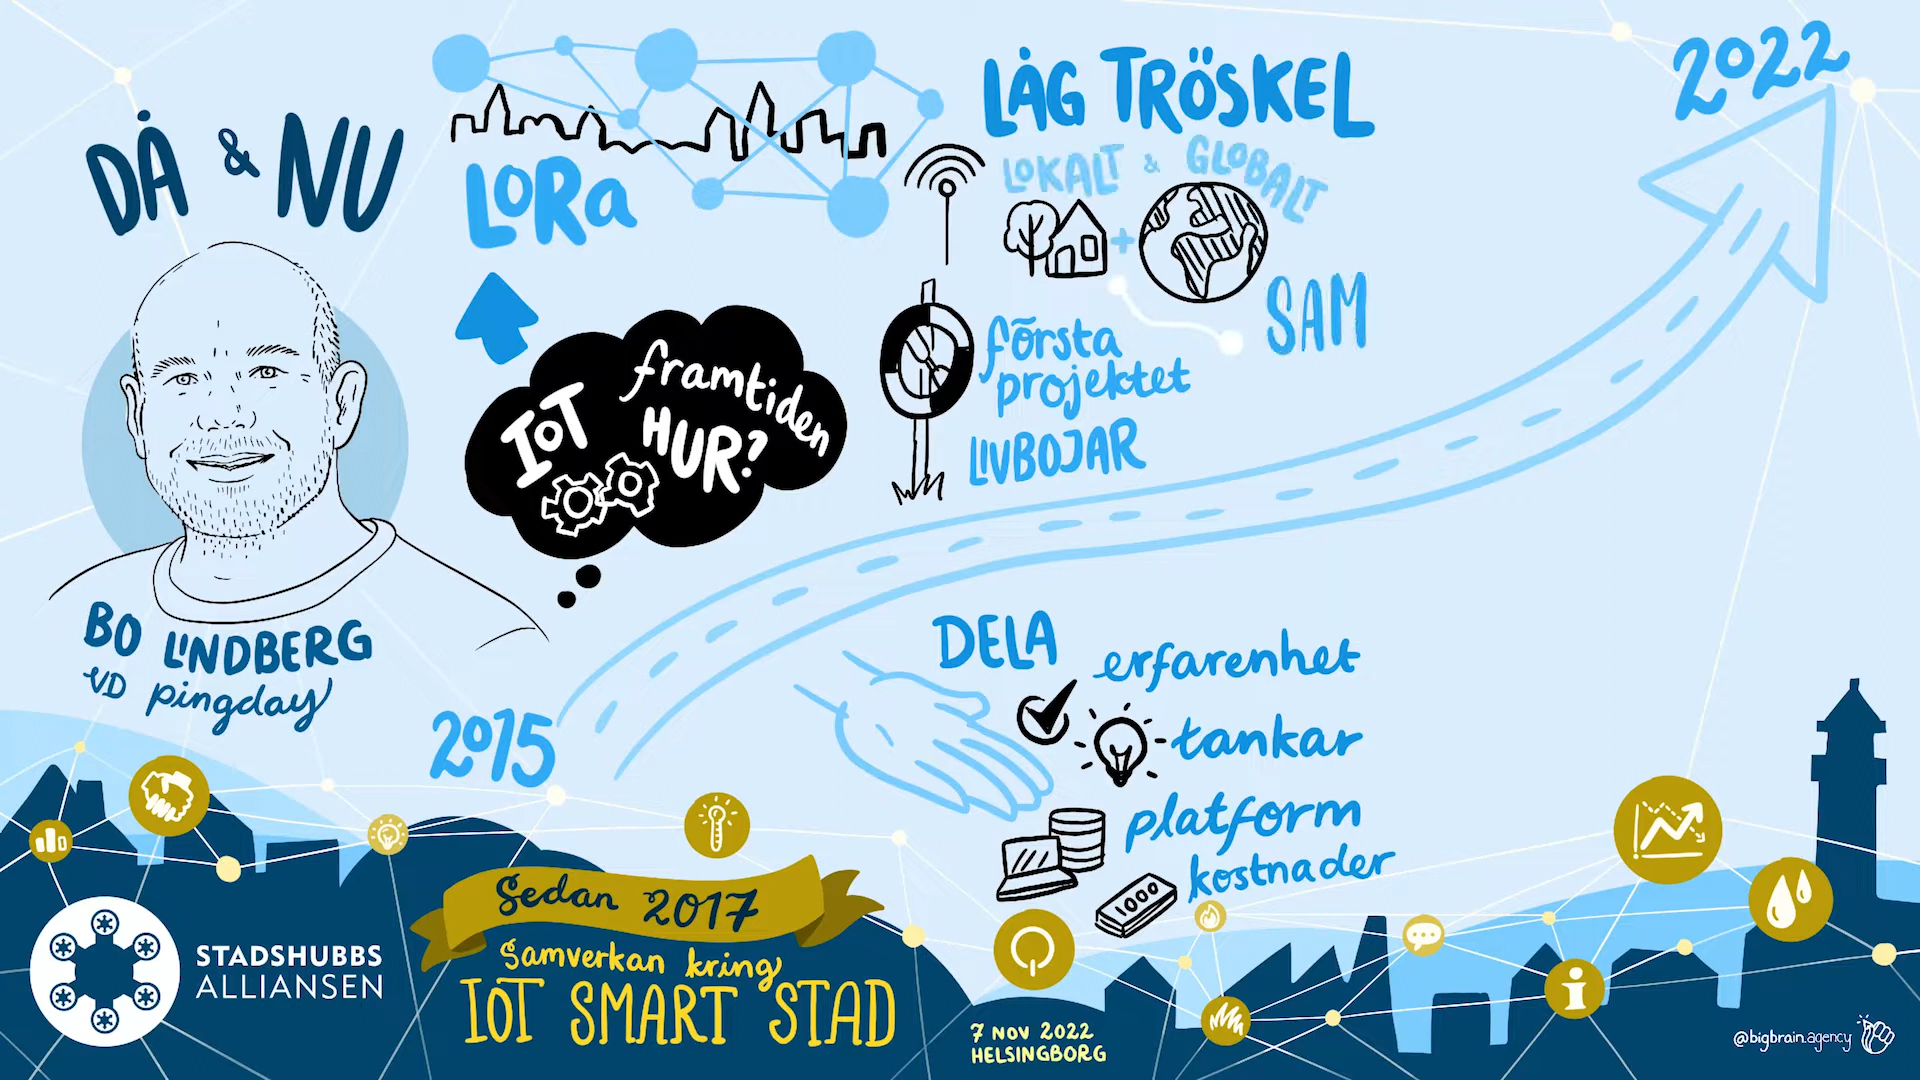 DÅ & NU
BO LINDBERG
VD pingday
LoRa
IoT
framtiden
HUR?
LÅG TRÖSKEL
LOKALT & GLOBALT
+
SAM
första
projektet
LIVBOJAR
2022
2015
DELA
erfarenhet
tankar
platform
kostnader
1000
STADSHUBBS
ALLIANSEN
Sedan 2017
Samverkan kring
IOT SMART STAD
7 NOV 2022
HELSINGBORG
i
@bigbrain.agency